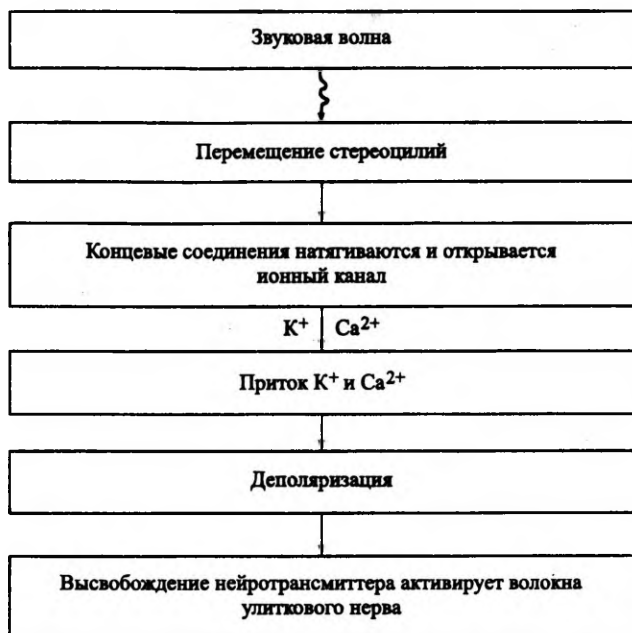 Звуковая волна
Перемещение стереоцилий
Концевые соединения натягиваются и открывается
ионный канал
K⁺ Ca²⁺
Приток K⁺ и Ca²⁺
Деполяризация
Высвобождение нейротрансмиттера активирует волокна
улиткового нерва